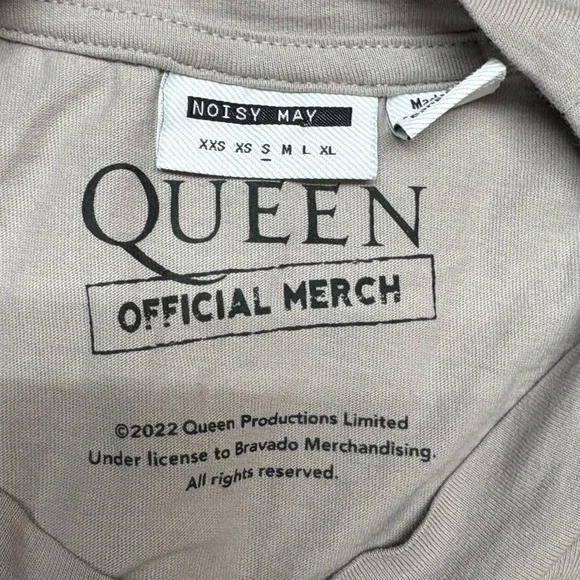 NOISY MAY
XXS XS S M L XL
Made
QUEEN
OFFICIAL MERCH
©2022 Queen Productions Limited
Under license to Bravado Merchandising.
All rights reserved.